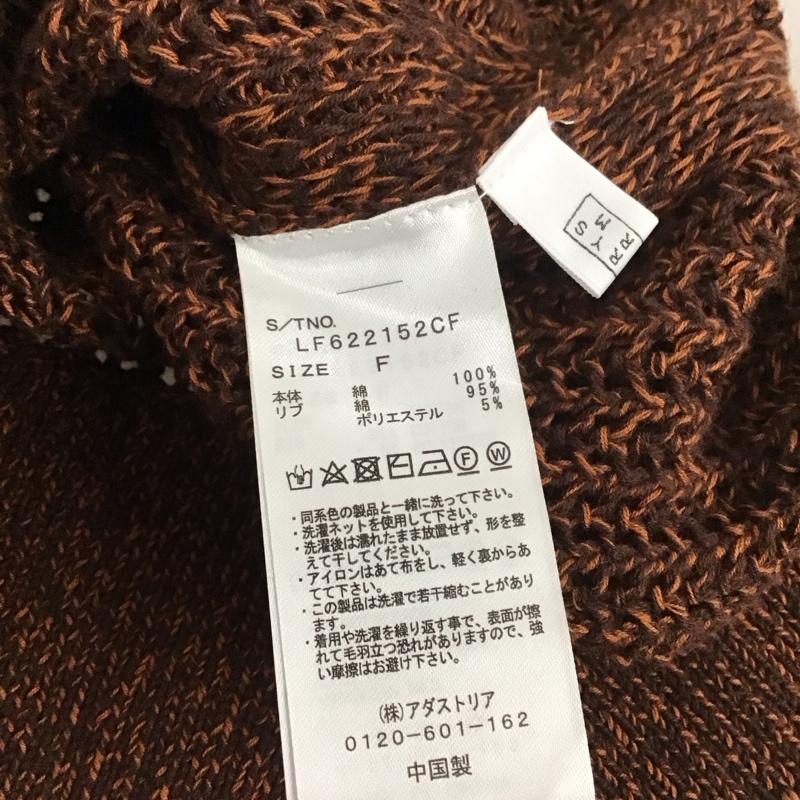 S/TNO.
LF622152CF
SIZE F
本体 綿 100%
リブ 綿 95%
ポリエステル 5%
F W
・同系色の製品と一緒に洗って下さい。
・洗濯ネットを使用して下さい。
・洗濯後は濡れたまま放置せず、形を整
えて干してください。
・アイロンはあて布をし、軽く裏からあ
てて下さい。
・この製品は洗濯で若干縮むことがあり
ます。
・着用や洗濯を繰り返す事で、表面が擦
れて毛羽立つ恐れがありますので、強
い摩擦はお避け下さい。
(株)アダストリア
0120-601-162
中国製